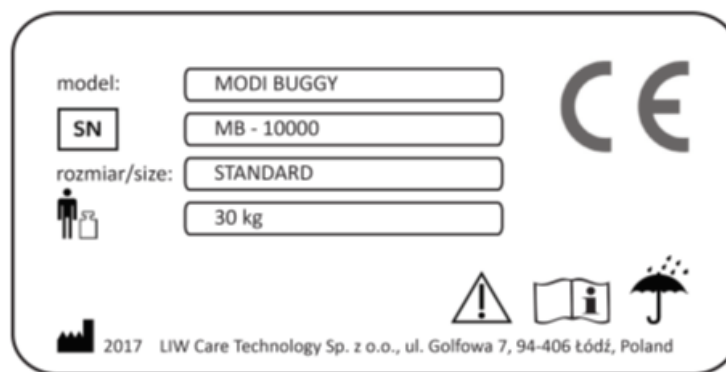 model: MODI BUGGY
CE
SN MB - 10000
rozmiar/size: STANDARD
30 kg
2017 LIW Care Technology Sp. z o.o., ul. Golfowa 7, 94-406 Łódź, Poland